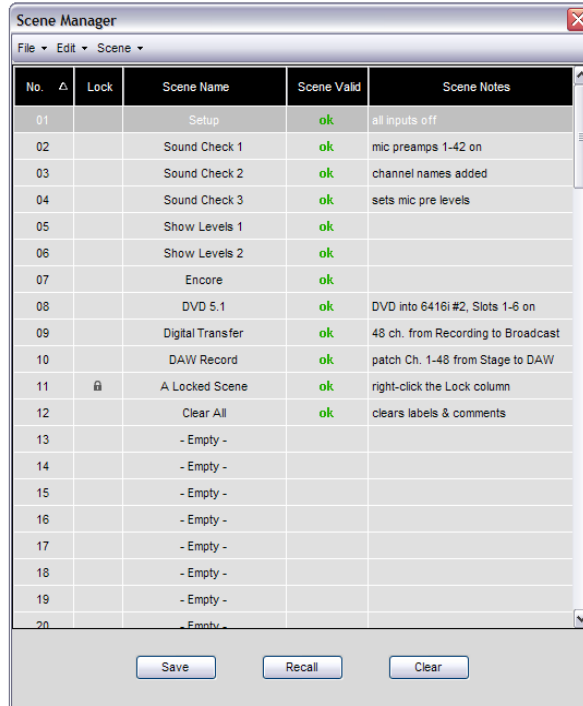 Scene Manager
File Edit Scene
No. Lock Scene Name Scene Valid Scene Notes
01 Setup ok all inputs off
02 Sound Check 1 ok mic preamps 1-42 on
03 Sound Check 2 ok channel names added
04 Sound Check 3 ok sets mic pre levels
05 Show Levels 1 ok
06 Show Levels 2 ok
07 Encore ok
08 DVD 5.1 ok DVD into 6416i #2, Slots 1-6 on
09 Digital Transfer ok 48 ch. from Recording to Broadcast
10 DAW Record ok patch Ch. 1-48 from Stage to DAW
11 A Locked Scene ok right-click the Lock column
12 Clear All ok clears labels & comments
13 - Empty -
14 - Empty -
15 - Empty -
16 - Empty -
17 - Empty -
18 - Empty -
19 - Empty -
20 - Empty -
Save Recall Clear